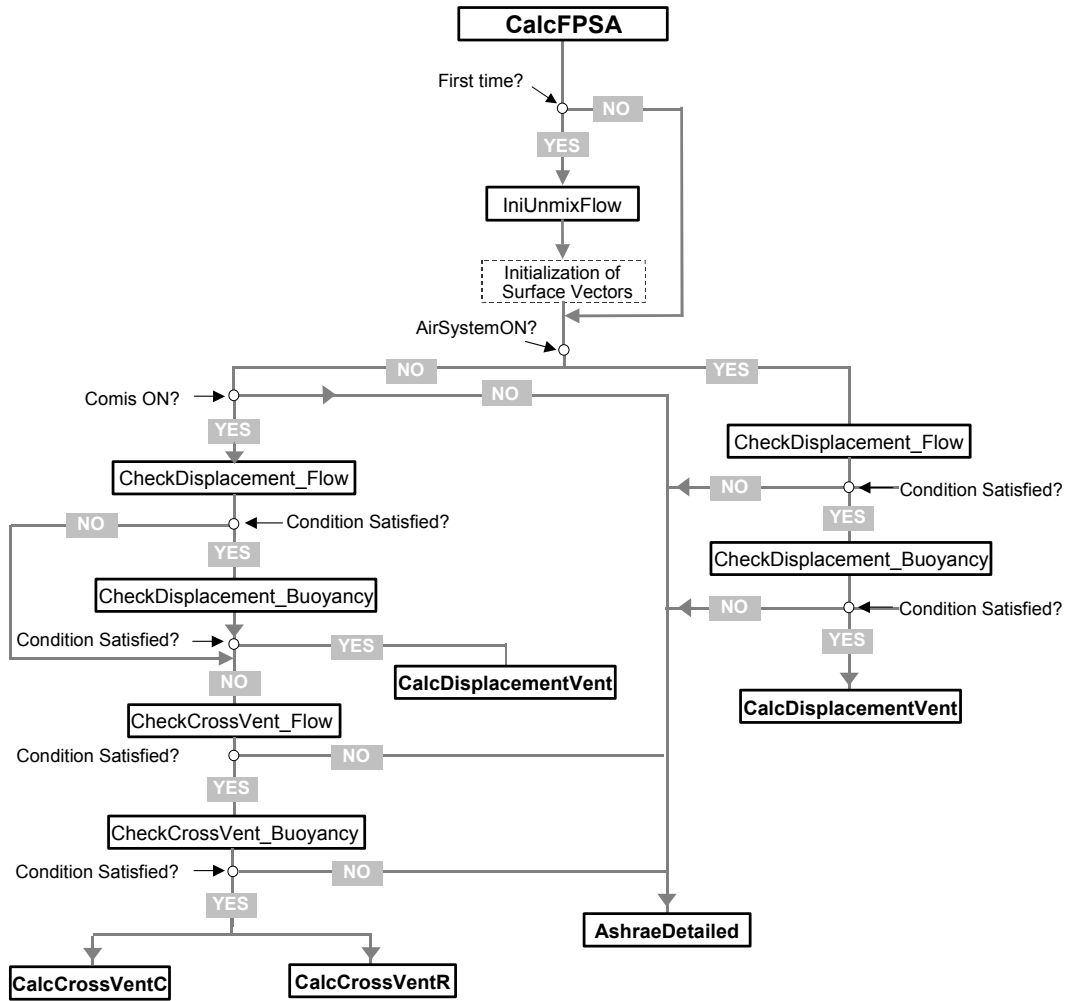 CalcFPSA
First time?
NO
YES
IniUnmixFlow
Initialization of
Surface Vectors
AirSystemON?
NO
YES
Comis ON?
NO
YES
CheckDisplacement_Flow
CheckDisplacement_Flow
NO
Condition Satisfied?
YES
NO
Condition Satisfied?
YES
CheckDisplacement_Buoyancy
CheckDisplacement_Buoyancy
NO
Condition Satisfied?
YES
Condition Satisfied?
YES
NO
CalcDisplacementVent
CalcDisplacementVent
CheckCrossVent_Flow
Condition Satisfied?
NO
YES
CheckCrossVent_Buoyancy
Condition Satisfied?
NO
YES
AshraeDetailed
CalcCrossVentC
CalcCrossVentR